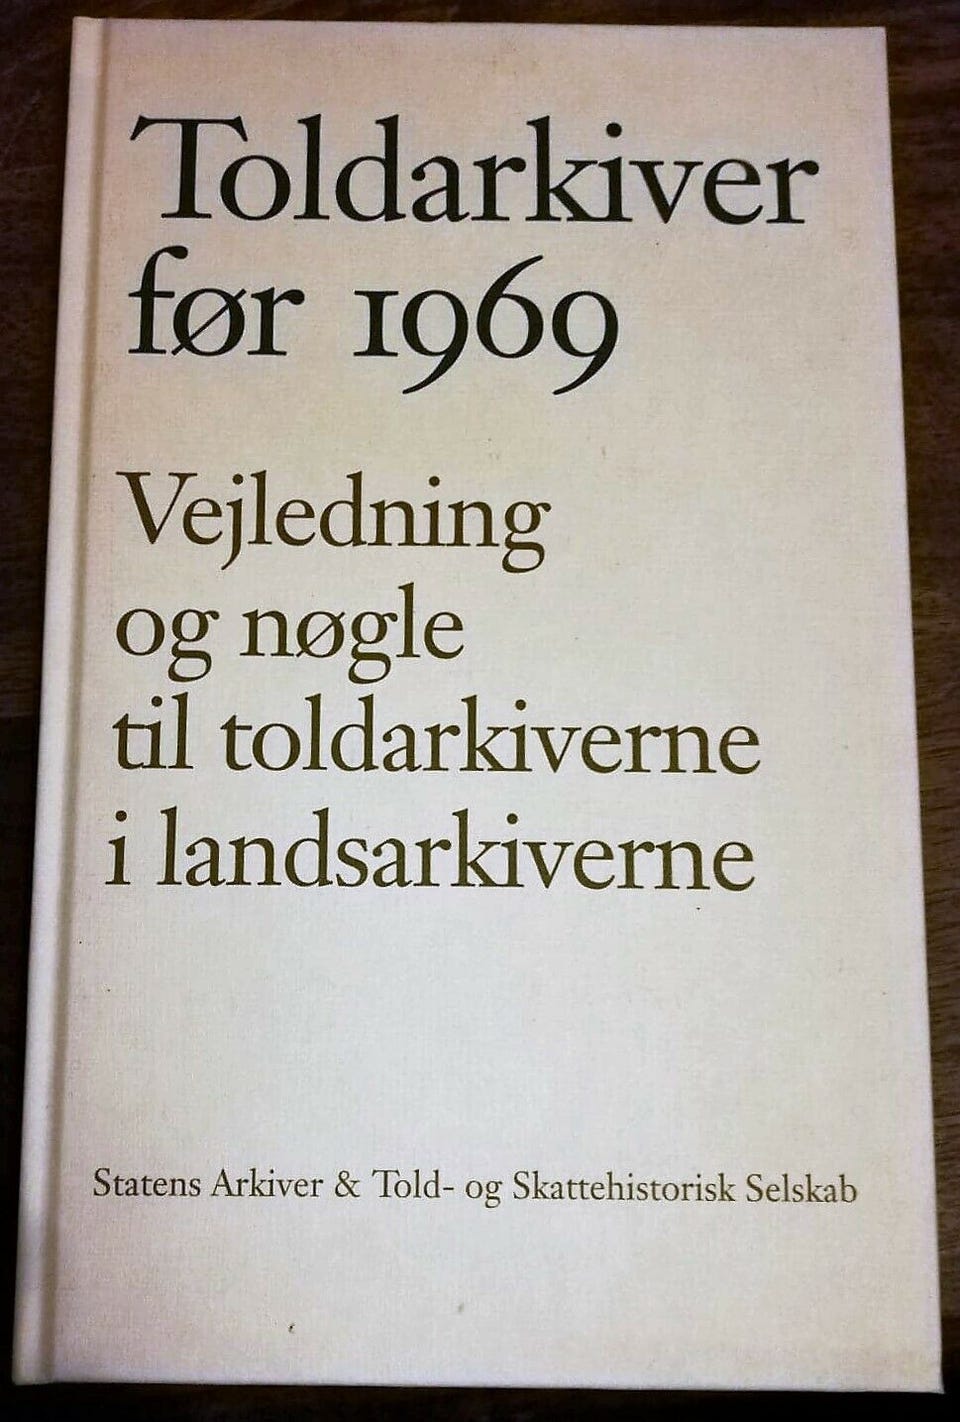 Toldarkiver
før 1969
Vejledning
og nøgle
til toldarkiverne
i landsarkiverne
Statens Arkiver & Told- og Skattehistorisk Selskab